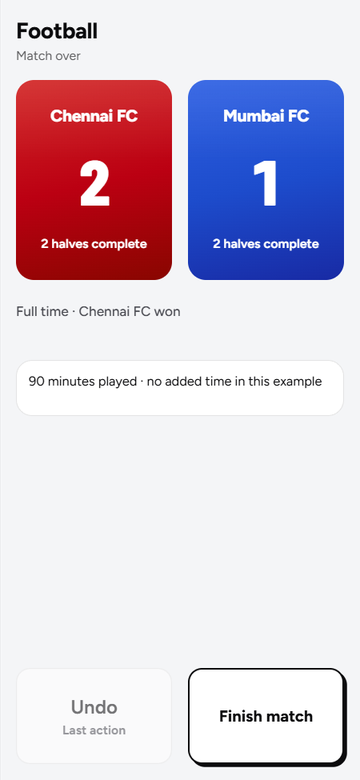 Football
Match over
Chennai FC
2
2 halves complete
Mumbai FC
1
2 halves complete
Full time · Chennai FC won
90 minutes played · no added time in this example
Undo
Last action
Finish match